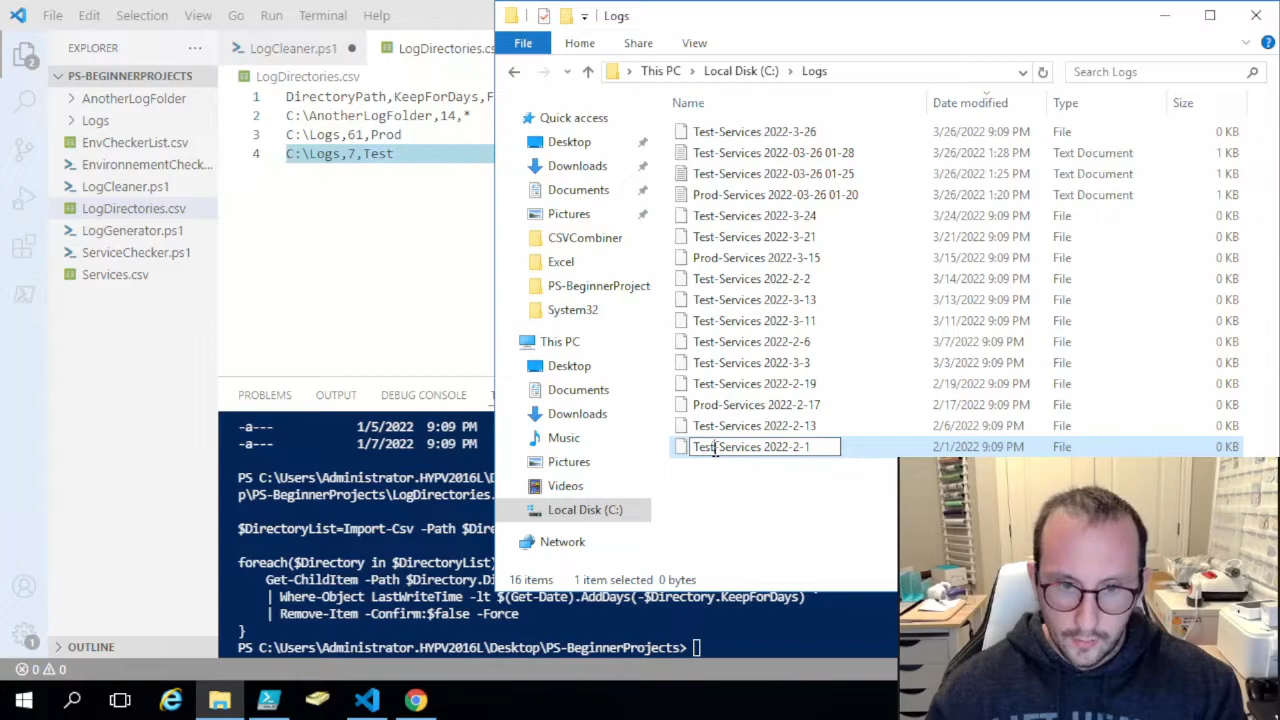 File Edit Selection View Go Run Terminal Help
EXPLORER ···
PS-BEGINNERPROJECTS
AnotherLogFolder
Logs
EnvCheckerList.csv
EnvironnementCheck...
LogCleaner.ps1
LogDirectories.csv
LogGenerator.ps1
ServiceChecker.ps1
Services.csv
OUTLINE
2
1
0 0
LogCleaner.ps1 LogDirectories.cs
LogDirectories.csv
1 DirectoryPath,KeepForDays,F
2 C:\AnotherLogFolder,14,*
3 C:\Logs,61,Prod
4 C:\Logs,7,Test
PROBLEMS OUTPUT DEBUG CONSOLE
-a--- 1/5/2022 9:09 PM
-a--- 1/7/2022 9:09 PM
PS C:\Users\Administrator.HYPV2016L\D
p\PS-BeginnerProjects\LogDirectories.
$DirectoryList=Import-Csv -Path $Dire
foreach($Directory in $DirectoryList)
Get-ChildItem -Path $Directory.Di
| Where-Object LastWriteTime -lt $(Get-Date).AddDays(-$Directory.KeepForDays) `
| Remove-Item -Confirm:$false -Force
}
PS C:\Users\Administrator.HYPV2016L\Desktop\PS-BeginnerProjects>
Logs
File Home Share View
This PC Local Disk (C:) Logs
Search Logs
Quick access
Desktop
Downloads
Documents
Pictures
CSVCombiner
Excel
PS-BeginnerProject
System32
This PC
Desktop
Documents
Downloads
Music
Pictures
Videos
Local Disk (C:)
Network
Name Date modified Type Size
Test-Services 2022-3-26 3/26/2022 9:09 PM File 0 KB
Test-Services 2022-03-26 01-28 3/26/2022 1:28 PM Text Document 1 KB
Test-Services 2022-03-26 01-25 3/26/2022 1:25 PM Text Document 1 KB
Prod-Services 2022-03-26 01-20 3/26/2022 1:20 PM Text Document 1 KB
Test-Services 2022-3-24 3/24/2022 9:09 PM File 0 KB
Test-Services 2022-3-21 3/21/2022 9:09 PM File 0 KB
Prod-Services 2022-3-15 3/15/2022 9:09 PM File 0 KB
Test-Services 2022-2-2 3/14/2022 9:09 PM File 0 KB
Test-Services 2022-3-13 3/13/2022 9:09 PM File 0 KB
Test-Services 2022-3-11 3/11/2022 9:09 PM File 0 KB
Test-Services 2022-2-6 3/7/2022 9:09 PM File 0 KB
Test-Services 2022-3-3 3/3/2022 9:09 PM File 0 KB
Test-Services 2022-2-19 2/19/2022 9:09 PM File 0 KB
Prod-Services 2022-2-17 2/17/2022 9:09 PM File 0 KB
Test-Services 2022-2-13 2/6/2022 9:09 PM File 0 KB
Test-Services 2022-2-1 2/1/2022 9:09 PM File 0 KB
16 items 1 item selected 0 bytes